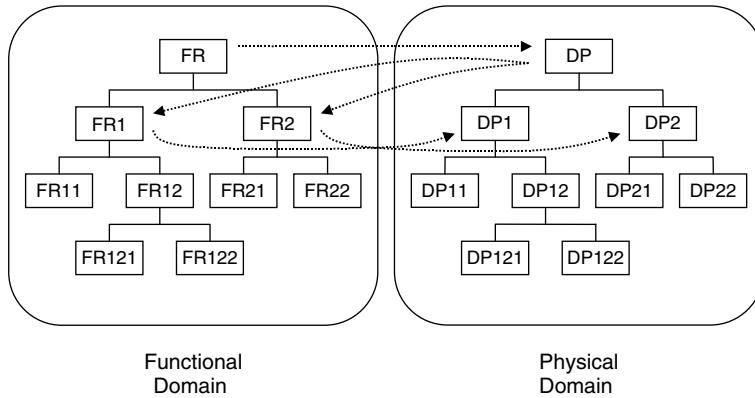 FR
DP
FR1
FR2
DP1
DP2
FR11
FR12
FR21
FR22
DP11
DP12
DP21
DP22
FR121
FR122
DP121
DP122
Functional
Domain
Physical
Domain